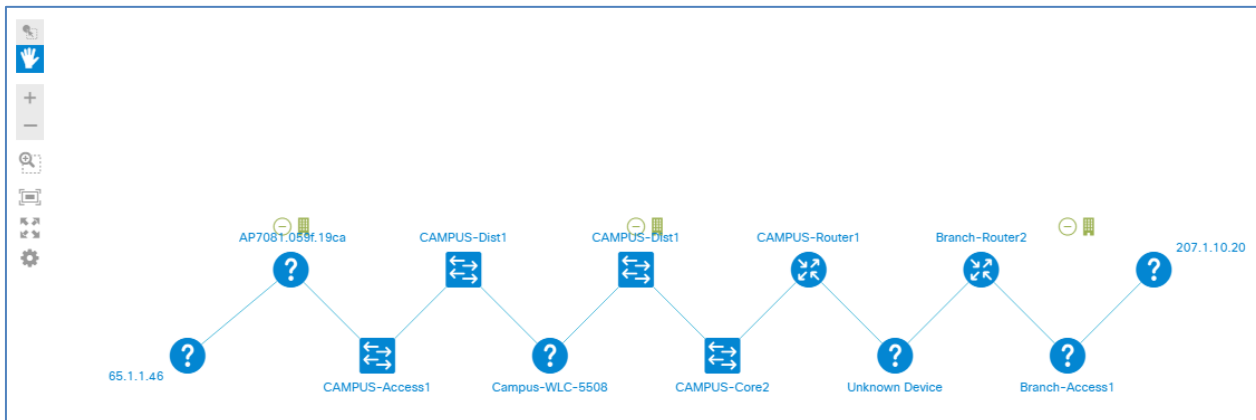 AP7081.059f.19ca
CAMPUS-Dist1
CAMPUS-Dist1
CAMPUS-Router1
Branch-Router2
207.1.10.20
65.1.1.46
CAMPUS-Access1
Campus-WLC-5508
CAMPUS-Core2
Unknown Device
Branch-Access1